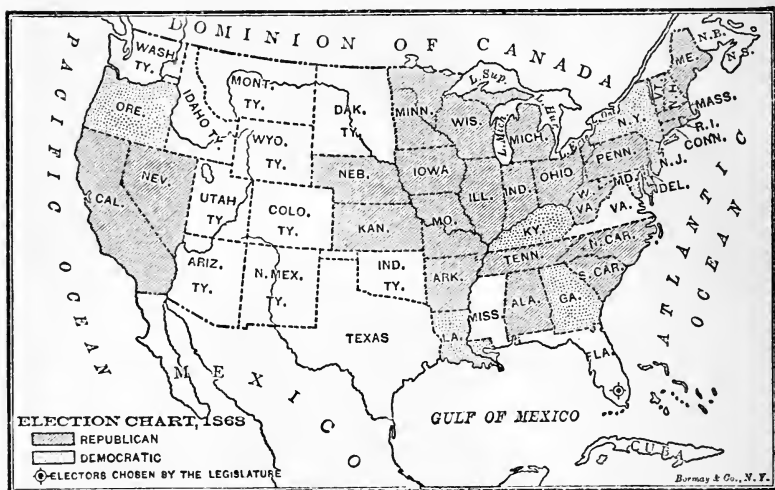 DOMINION OF CANADA
PACIFIC OCEAN
ATLANTIC OCEAN
WASH.
TY.
ORE.
IDAHO TY.
MONT.
TY.
DAK.
TY.
MINN.
WIS.
L. Sup.
L. Mich.
MICH.
L. Hu.
L. E.
L. Ont.
N.Y.
VT.
N.H.
ME.
N.B.
N.S.
MASS.
R.I.
CONN.
N.J.
DEL.
MD.
PENN.
WYO.
TY.
NEB.
IOWA
ILL.
IND.
OHIO
W.
VA.
VA.
CAL.
NEV.
UTAH
TY
COLO.
TY.
KAN.
MO.
KY.
ARIZ.
TY.
N. MEX.
TY.
IND.
TY.
ARK.
TENN.
N. CAR.
S. CAR.
TEXAS
LA.
MISS.
ALA.
GA.
FLA.
MEXICO
GULF OF MEXICO
CUBA
ELECTION CHART, 1868
REPUBLICAN
DEMOCRATIC
ELECTORS CHOSEN BY THE LEGISLATURE
Bormay & Co., N.Y.